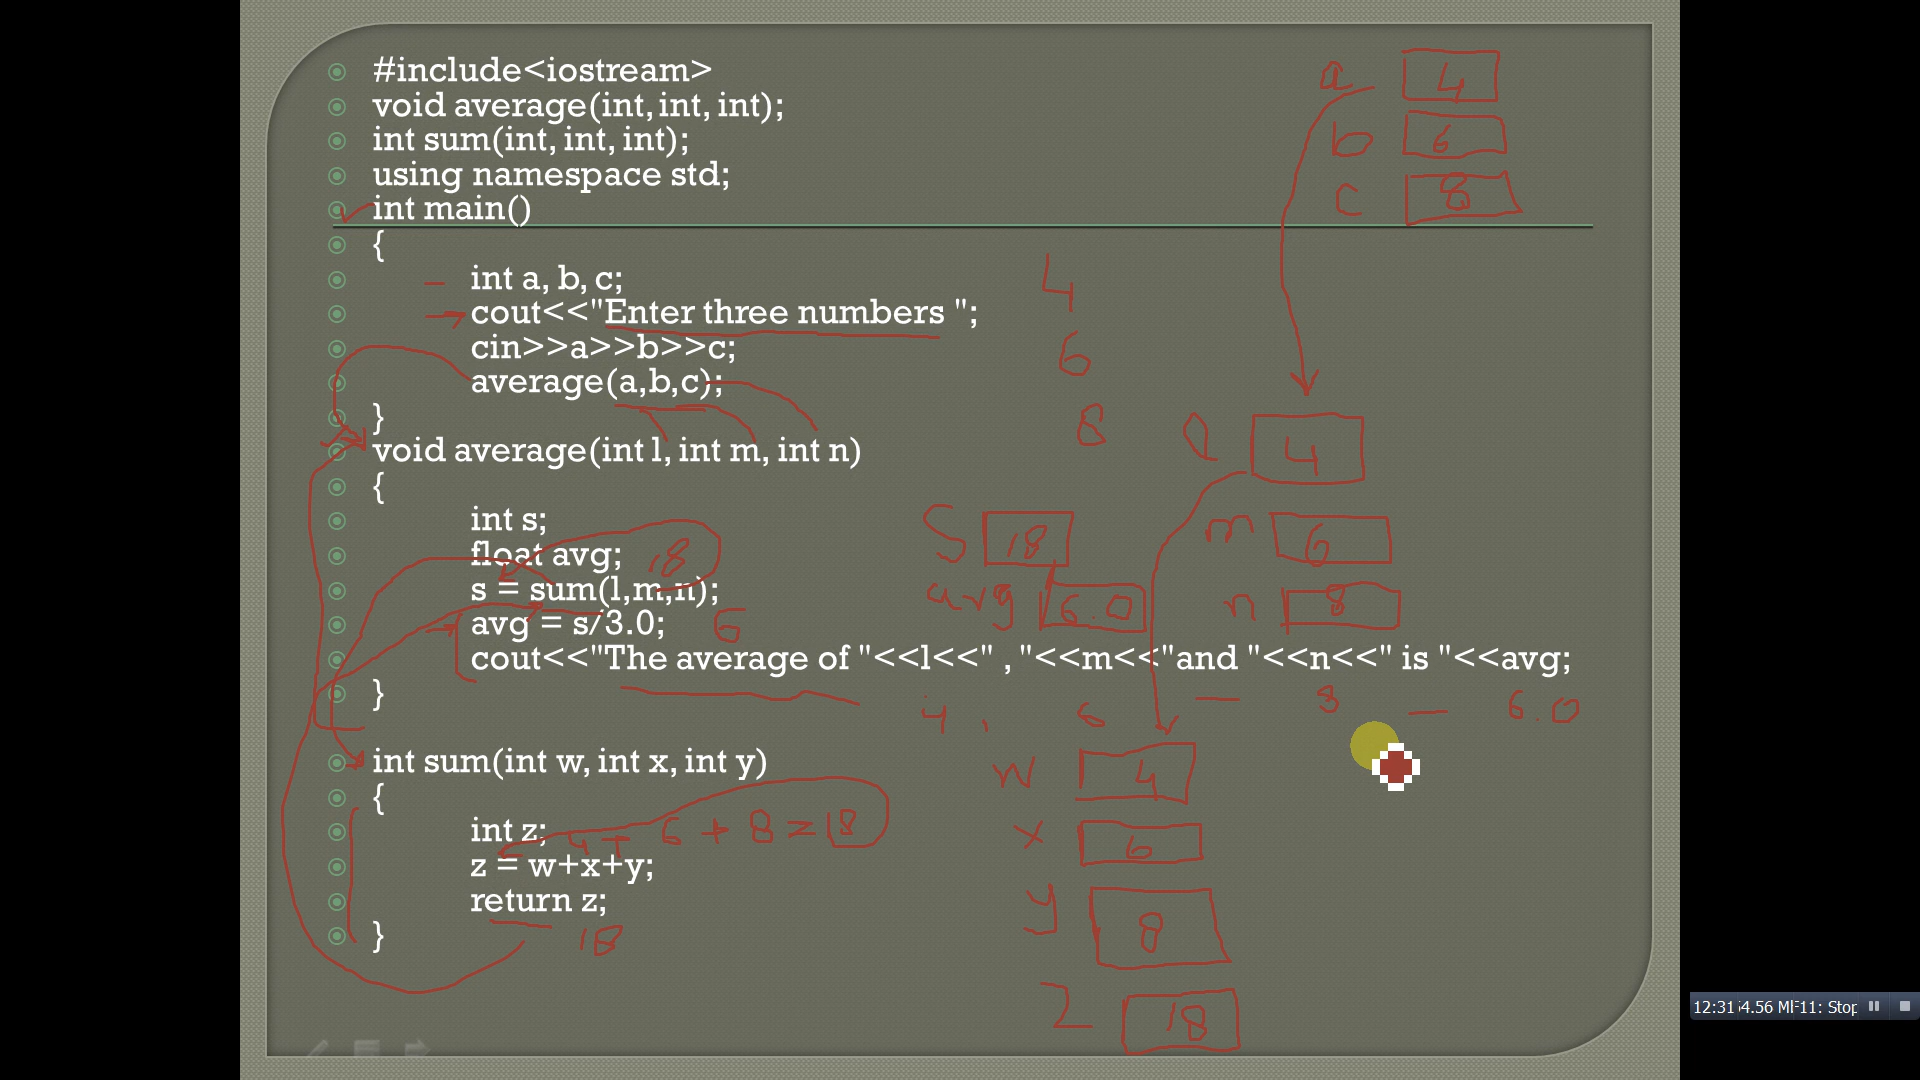 #include<iostream>
void average(int, int, int);
int sum(int, int, int);
using namespace std;
int main()
{
int a, b, c;
cout<<"Enter three numbers ";
cin>>a>>b>>c;
average(a,b,c);
}
void average(int l, int m, int n)
{
int s;
float avg;
s = sum(l,m,n);
avg = s/3.0;
cout<<"The average of "<<l<<" , "<<m<<"and "<<n<<" is "<<avg;
}
int sum(int w, int x, int y)
{
int z;
z = w+x+y;
return z;
}
a 4
b 6
c 8
4
6
8
l 4
m 6
n 8
S 18
avg 6.0
18
6
4 , 6 8 6.0
w 4
x 6
y 8
z 18
4+ 6 + 8 = 18
18
12:31
11: Stop